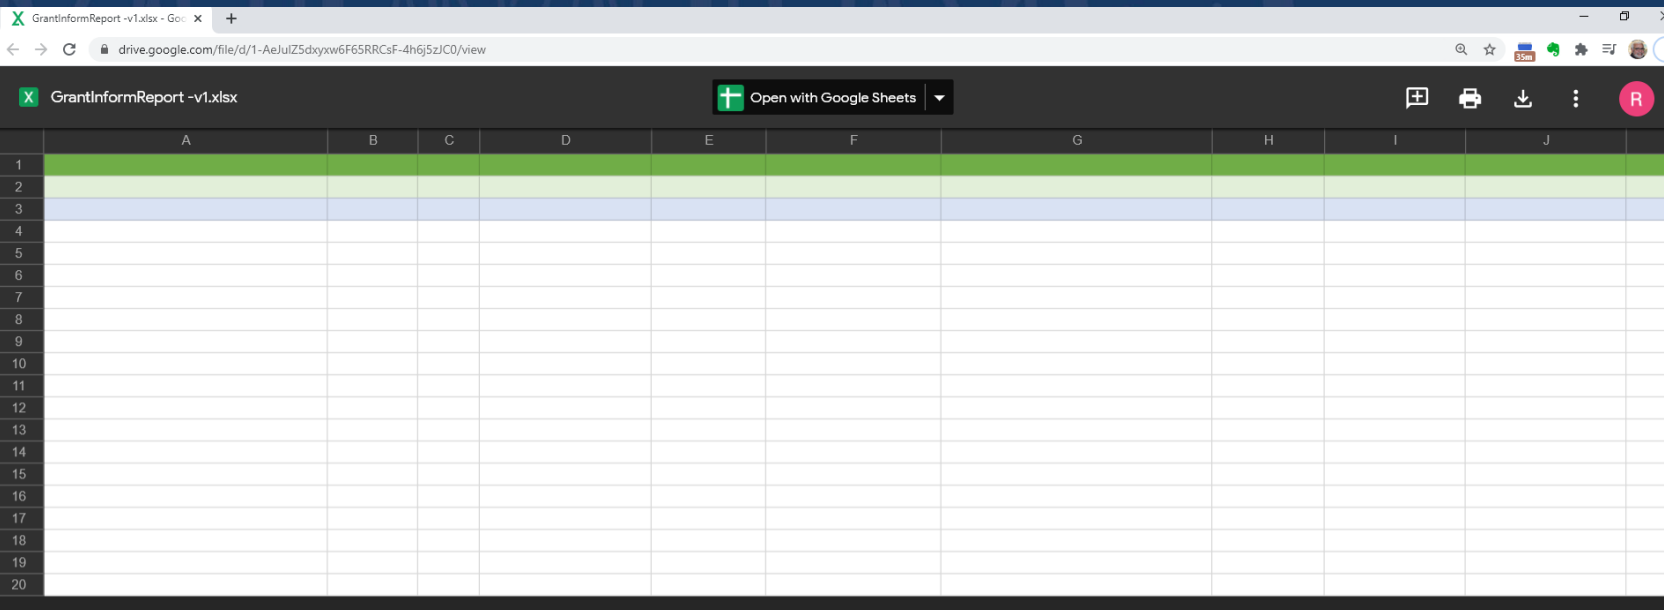 GrantInformReport -v1.xlsx - Goo
drive.google.com/file/d/1-AeJulZ5dxyxw6F65RRCsF-4h6j5zJC0/view
35m
X GrantInformReport -v1.xlsx
Open with Google Sheets
R
A B C D E F G H I J
1
2
3
4
5
6
7
8
9
10
11
12
13
14
15
16
17
18
19
20